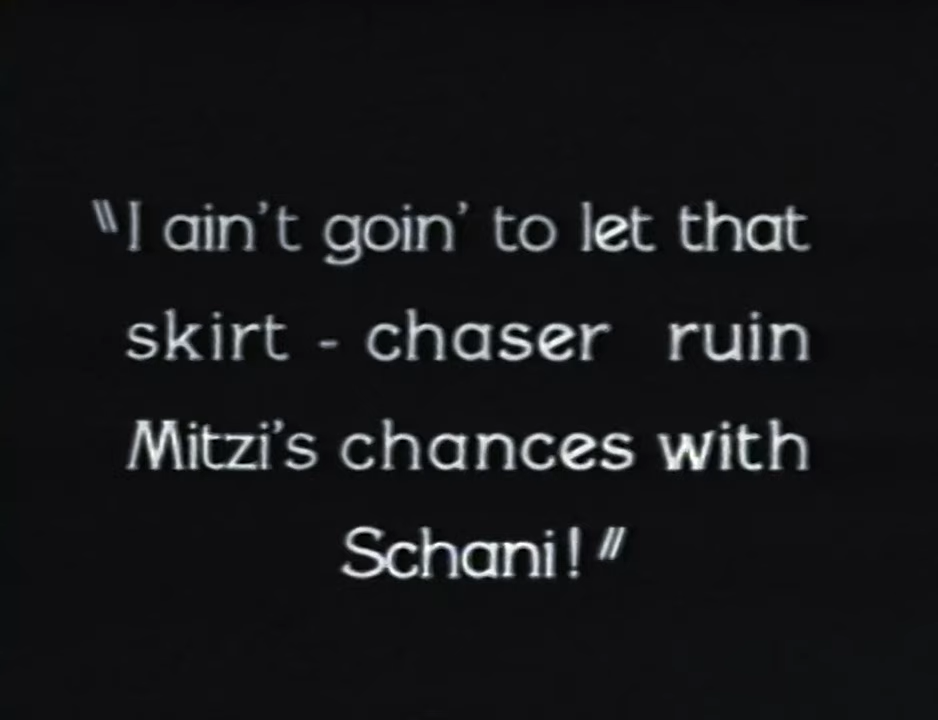 "I ain't goin' to let that
skirt - chaser ruin
Mitzi's chances with
Schani!"